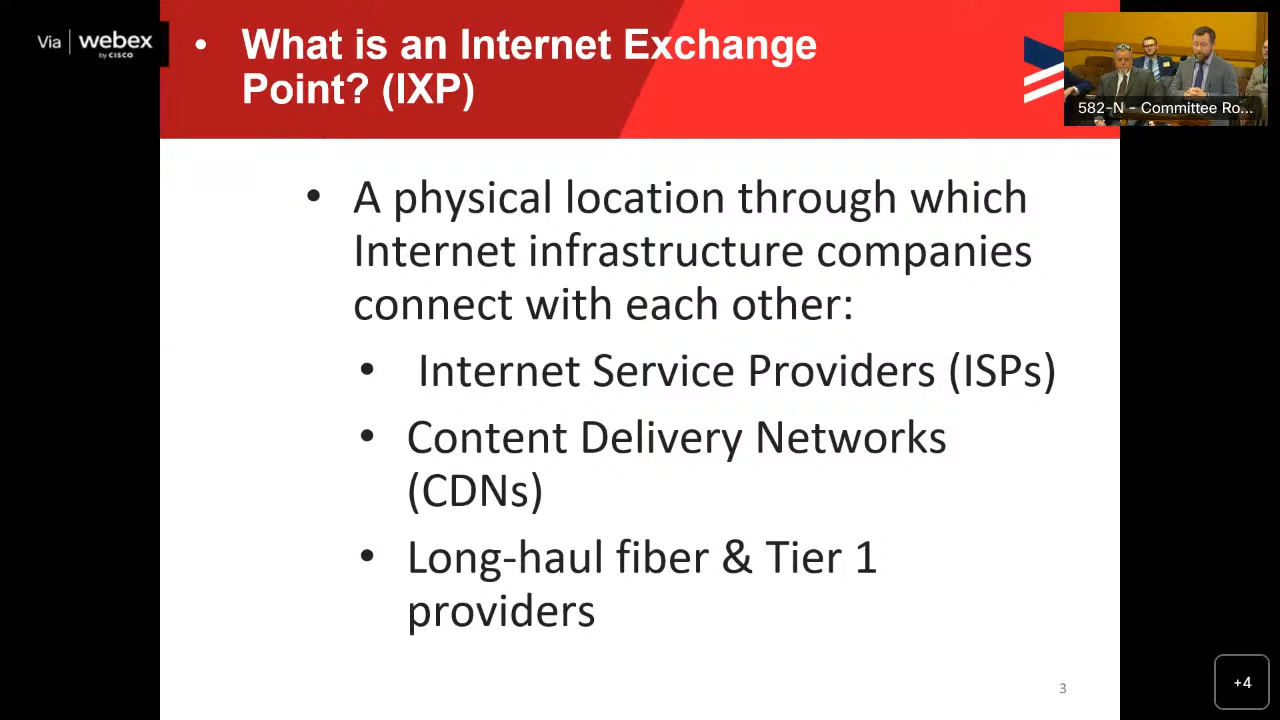 Via webex
by CISCO
• What is an Internet Exchange
Point? (IXP)
582-N - Committee Ro...
• A physical location through which
Internet infrastructure companies
connect with each other:
• Internet Service Providers (ISPs)
• Content Delivery Networks
(CDNs)
• Long-haul fiber & Tier 1
providers
3
+4